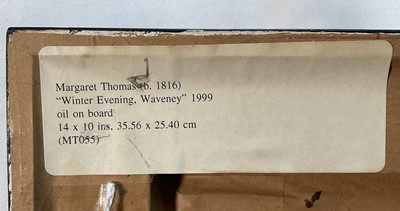 Margaret Thomas (b. 1816)
“Winter Evening, Waveney” 1999
oil on board
14 x 10 ins, 35.56 x 25.40 cm
(MT055)